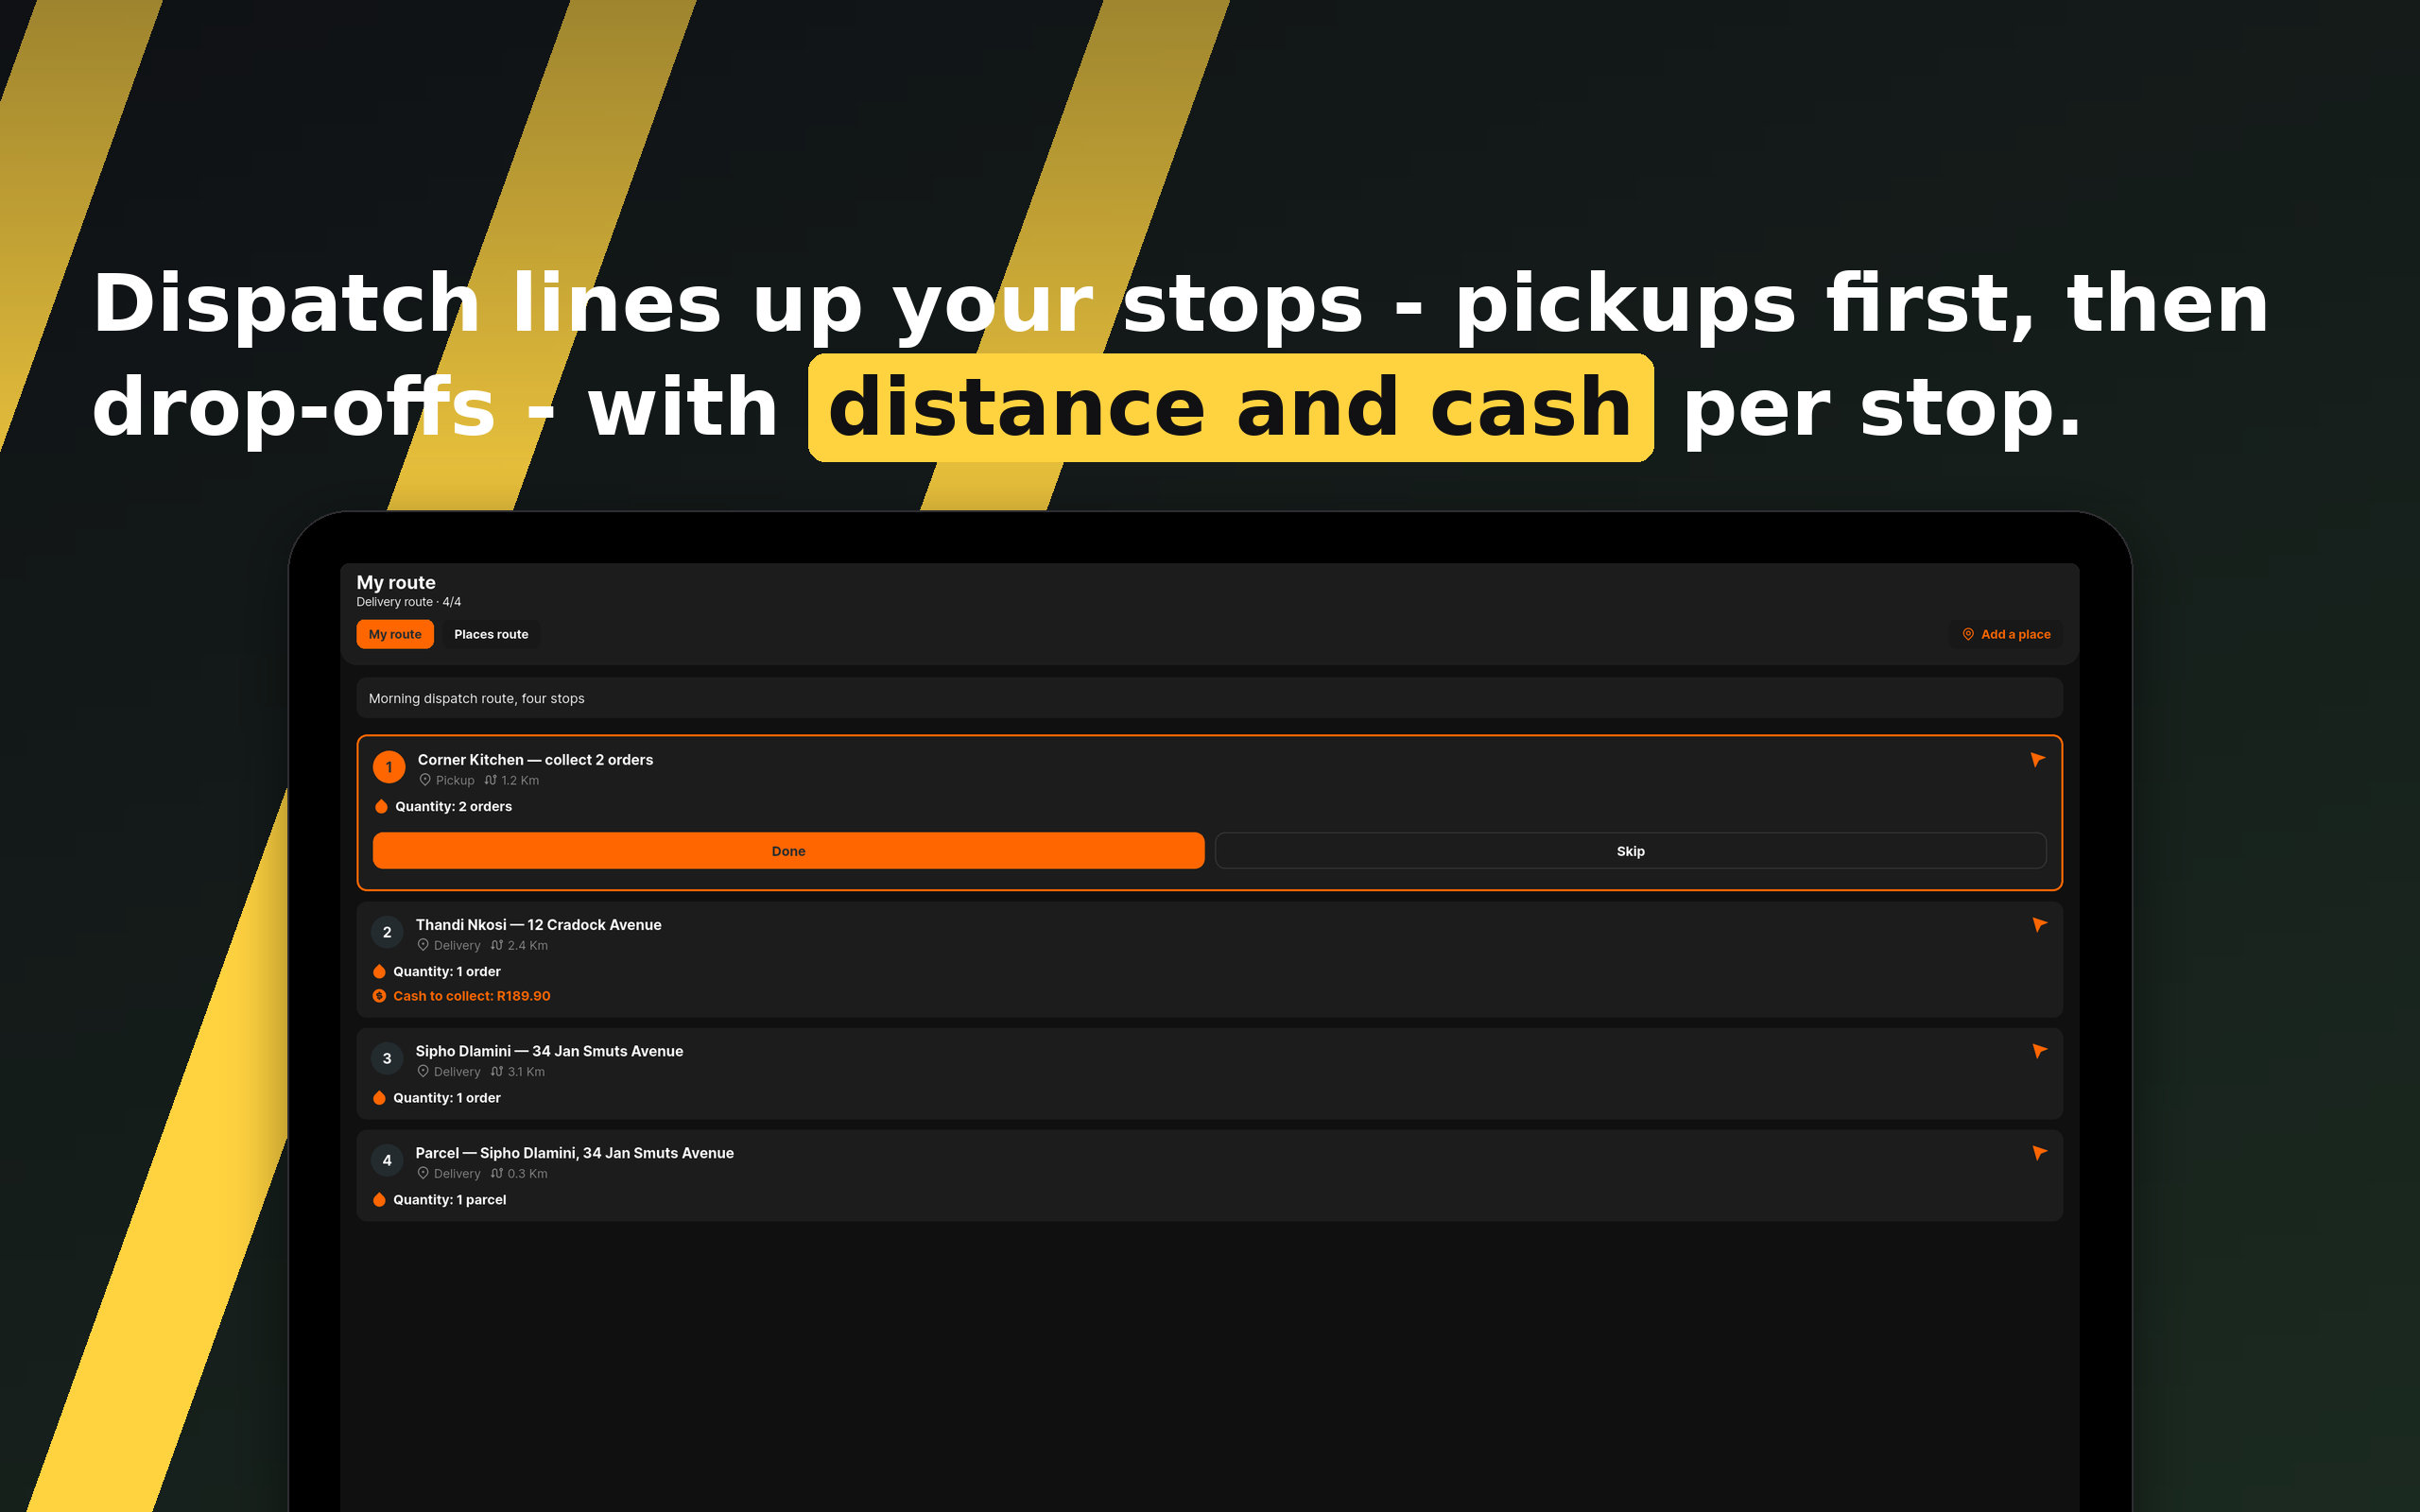 Dispatch lines up your stops - pickups first, then
drop-offs - with distance and cash per stop.
My route
Delivery route · 4/4
My route
Places route
Add a place
Morning dispatch route, four stops
1
Corner Kitchen — collect 2 orders
Pickup 1.2 Km
Quantity: 2 orders
Done
Skip
2
Thandi Nkosi — 12 Cradock Avenue
Delivery 2.4 Km
Quantity: 1 order
Cash to collect: R189.90
3
Sipho Dlamini — 34 Jan Smuts Avenue
Delivery 3.1 Km
Quantity: 1 order
4
Parcel — Sipho Dlamini, 34 Jan Smuts Avenue
Delivery 0.3 Km
Quantity: 1 parcel